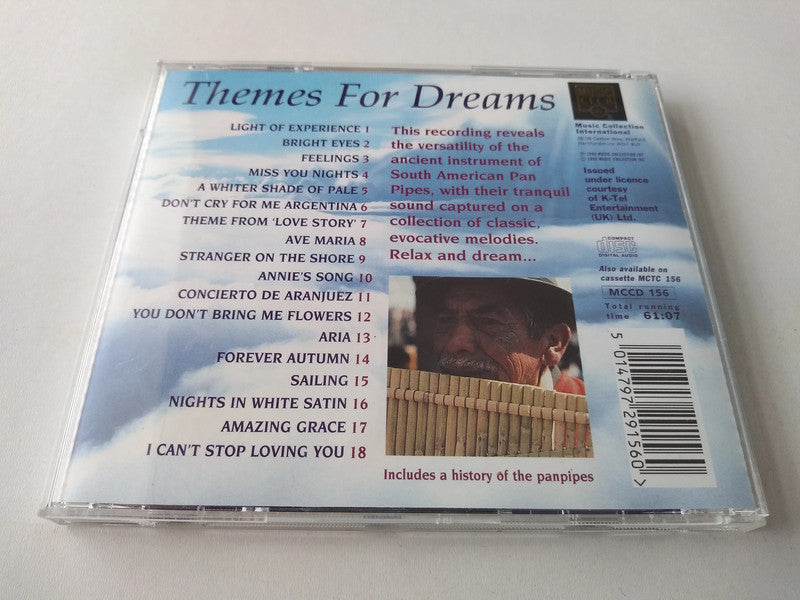 Themes For Dreams
LIGHT OF EXPERIENCE 1
BRIGHT EYES 2
FEELINGS 3
MISS YOU NIGHTS 4
A WHITER SHADE OF PALE 5
DON'T CRY FOR ME ARGENTINA 6
THEME FROM 'LOVE STORY' 7
AVE MARIA 8
STRANGER ON THE SHORE 9
ANNIE'S SONG 10
CONCIERTO DE ARANJUEZ 11
YOU DON'T BRING ME FLOWERS 12
ARIA 13
FOREVER AUTUMN 14
SAILING 15
NIGHTS IN WHITE SATIN 16
AMAZING GRACE 17
I CAN'T STOP LOVING YOU 18
This recording reveals
the versatility of the
ancient instrument of
South American Pan
Pipes, with their tranquil
sound captured on a
collection of classic,
evocative melodies.
Relax and dream...
Includes a history of the panpipes
MUSIC
Music Collection
International
Issued
under licence
courtesy
of K-Tel
Entertainment
(UK) Ltd.
COMPACT
disc
DIGITAL AUDIO
Also available on
cassette MCTC 156
MCCD 156
Total running
time 61:07
5 014797 291560 >